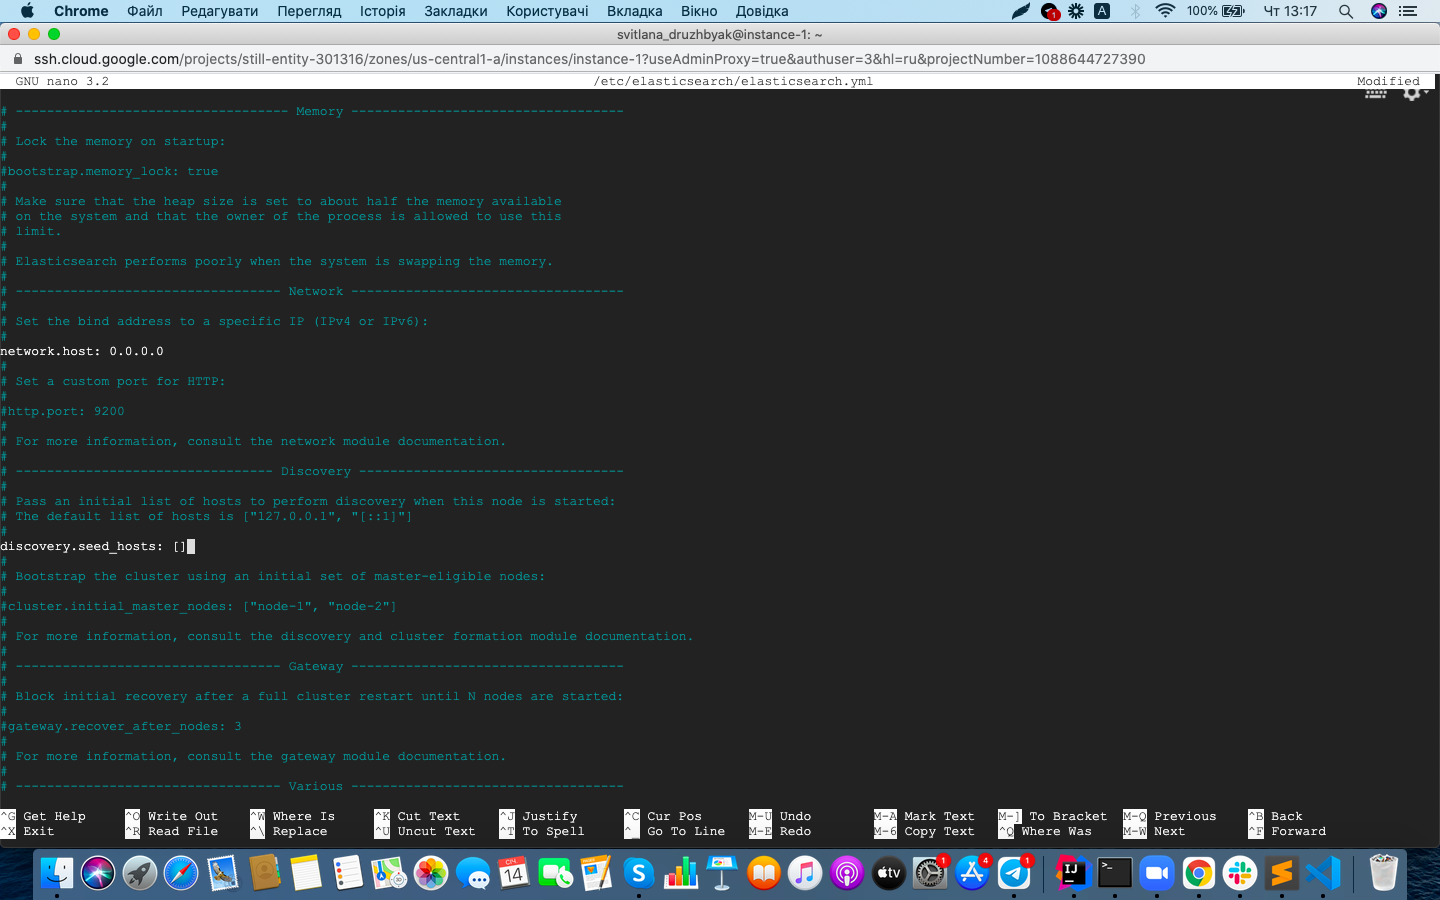 Chrome Файл Редагувати Перегляд Історія Закладки Користувачі Вкладка Вікно Довідка 1 A 100% Чт 13:17
svitlana_druzhbyak@instance-1: ~
ssh.cloud.google.com/projects/still-entity-301316/zones/us-central1-a/instances/instance-1?useAdminProxy=true&authuser=3&hl=ru&projectNumber=1088644727390
GNU nano 3.2 /etc/elasticsearch/elasticsearch.yml Modified
# ----------------------------------- Memory -----------------------------------
#
# Lock the memory on startup:
#
#bootstrap.memory_lock: true
#
# Make sure that the heap size is set to about half the memory available
# on the system and that the owner of the process is allowed to use this
# limit.
#
# Elasticsearch performs poorly when the system is swapping the memory.
#
# ---------------------------------- Network -----------------------------------
#
# Set the bind address to a specific IP (IPv4 or IPv6):
#
network.host: 0.0.0.0
#
# Set a custom port for HTTP:
#
#http.port: 9200
#
# For more information, consult the network module documentation.
#
# --------------------------------- Discovery ----------------------------------
#
# Pass an initial list of hosts to perform discovery when this node is started:
# The default list of hosts is ["127.0.0.1", "[::1]"]
#
discovery.seed_hosts: []
#
# Bootstrap the cluster using an initial set of master-eligible nodes:
#
#cluster.initial_master_nodes: ["node-1", "node-2"]
#
# For more information, consult the discovery and cluster formation module documentation.
#
# ---------------------------------- Gateway -----------------------------------
#
# Block initial recovery after a full cluster restart until N nodes are started:
#
#gateway.recover_after_nodes: 3
#
# For more information, consult the gateway module documentation.
#
# ---------------------------------- Various -----------------------------------
^G Get Help ^O Write Out ^W Where Is ^K Cut Text ^J Justify ^C Cur Pos M-U Undo M-A Mark Text M-] To Bracket M-Q Previous ^B Back
^X Exit ^R Read File ^\ Replace ^U Uncut Text ^T To Spell ^_ Go To Line M-E Redo M-6 Copy Text ^Q Where Was M-W Next ^F Forward
СІЧ. 14 S tv 1 4 1 IJ >_